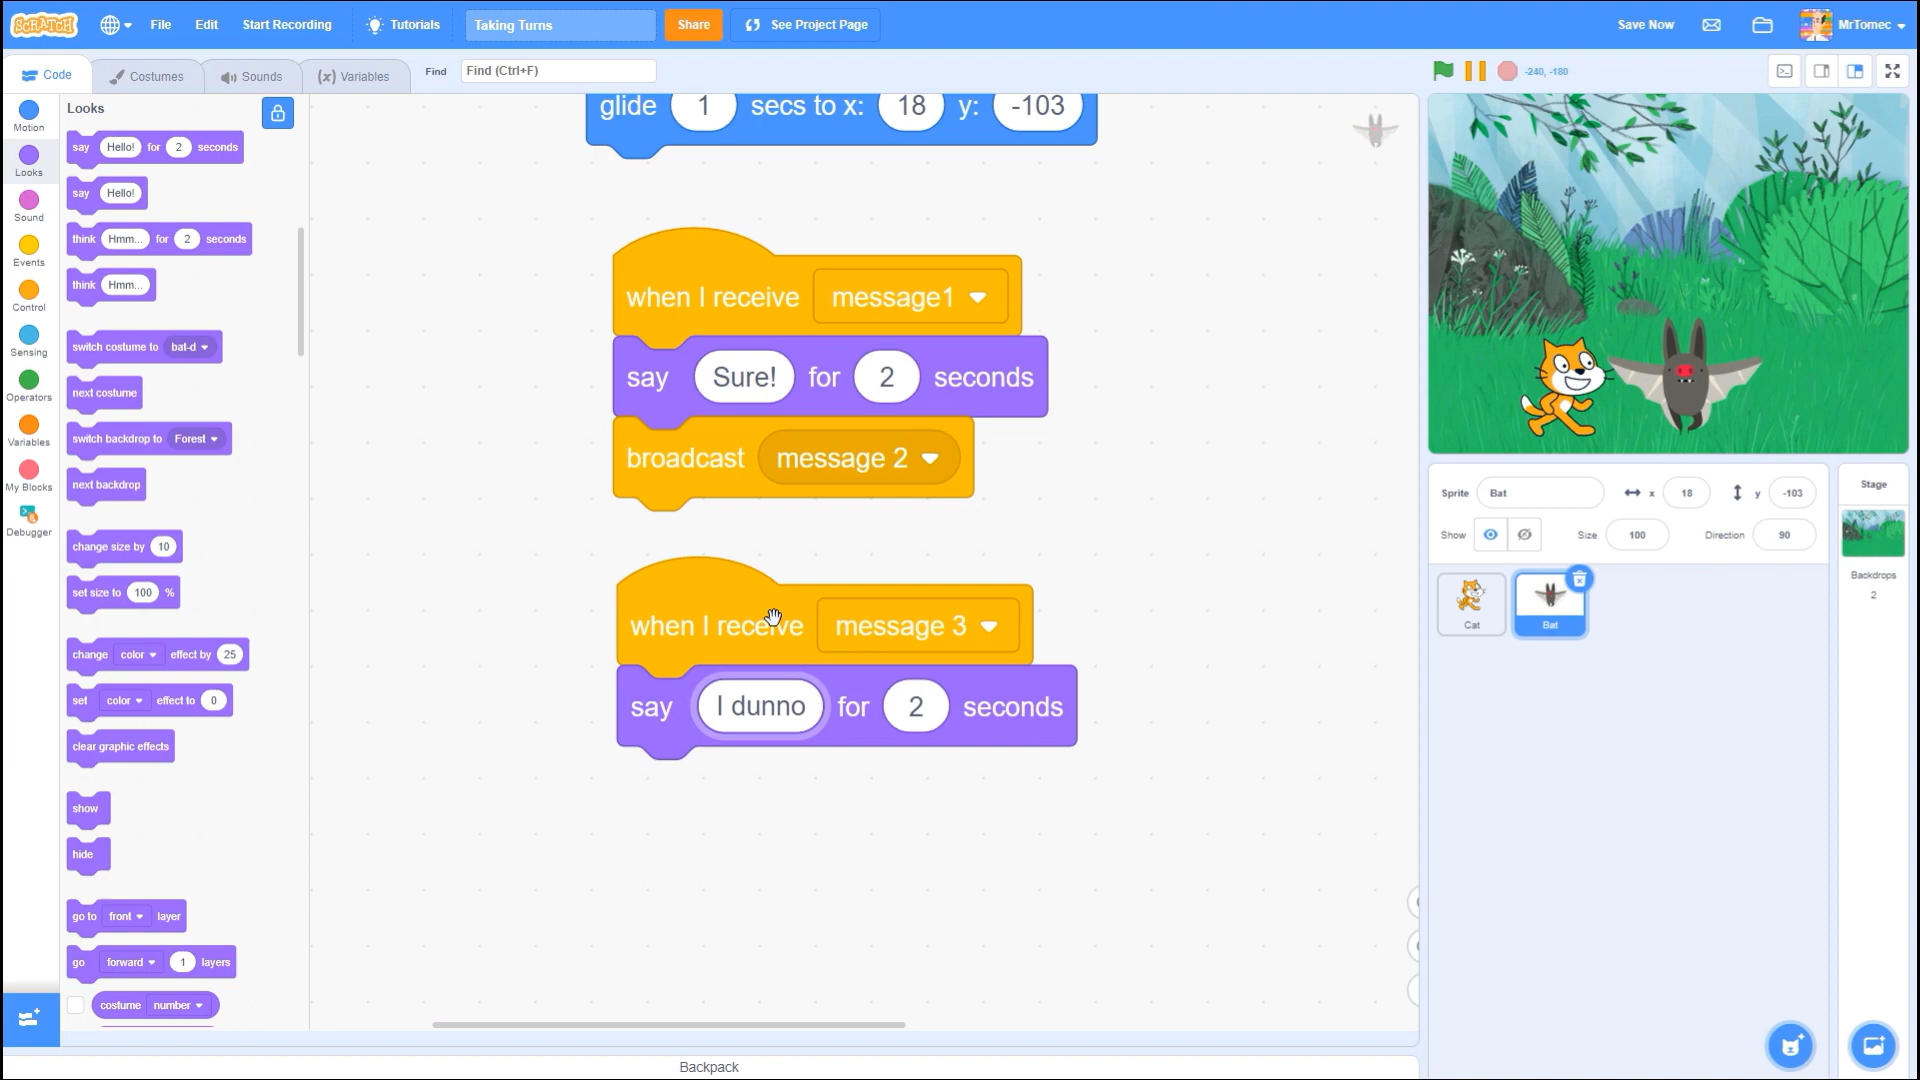 SCRATCH
File
Edit
Start Recording
Tutorials
Taking Turns
Share
See Project Page
Save Now
MrTomec
Code
Costumes
Sounds
(x) Variables
Find
Find (Ctrl+F)
-240, -180
Motion
Looks
Sound
Events
Control
Sensing
Operators
Variables
My Blocks
Debugger
Looks
say Hello! for 2 seconds
say Hello!
think Hmm... for 2 seconds
think Hmm...
switch costume to bat-d
next costume
switch backdrop to Forest
next backdrop
change size by 10
set size to 100 %
change color effect by 25
set color effect to 0
clear graphic effects
show
hide
go to front layer
go forward 1 layers
costume number
glide 1 secs to x: 18 y: -103
when I receive message1
say Sure! for 2 seconds
broadcast message 2
when I receive message 3
say I dunno for 2 seconds
Backpack
Sprite Bat x 18 y -103
Show Size 100 Direction 90
Cat
Bat
Stage
Backdrops
2